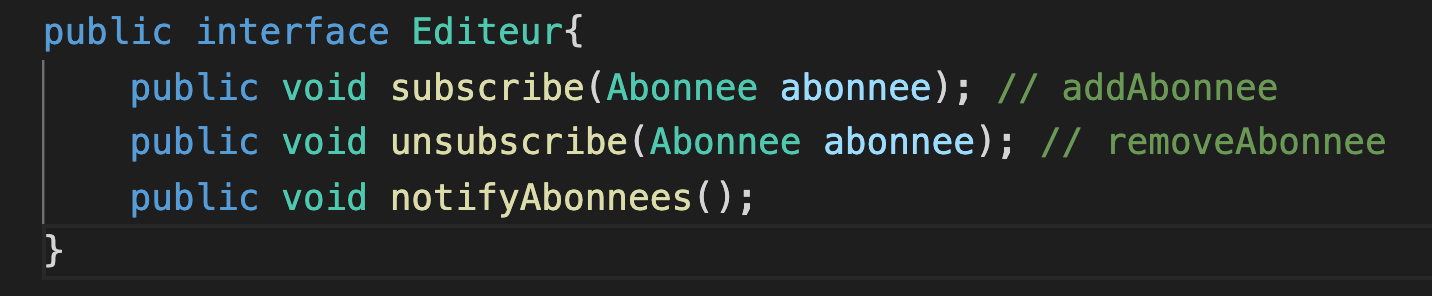 public interface Editeur{
    public void subscribe(Abonnee abonnee); // addAbonnee
    public void unsubscribe(Abonnee abonnee); // removeAbonnee
    public void notifyAbonnees();
}